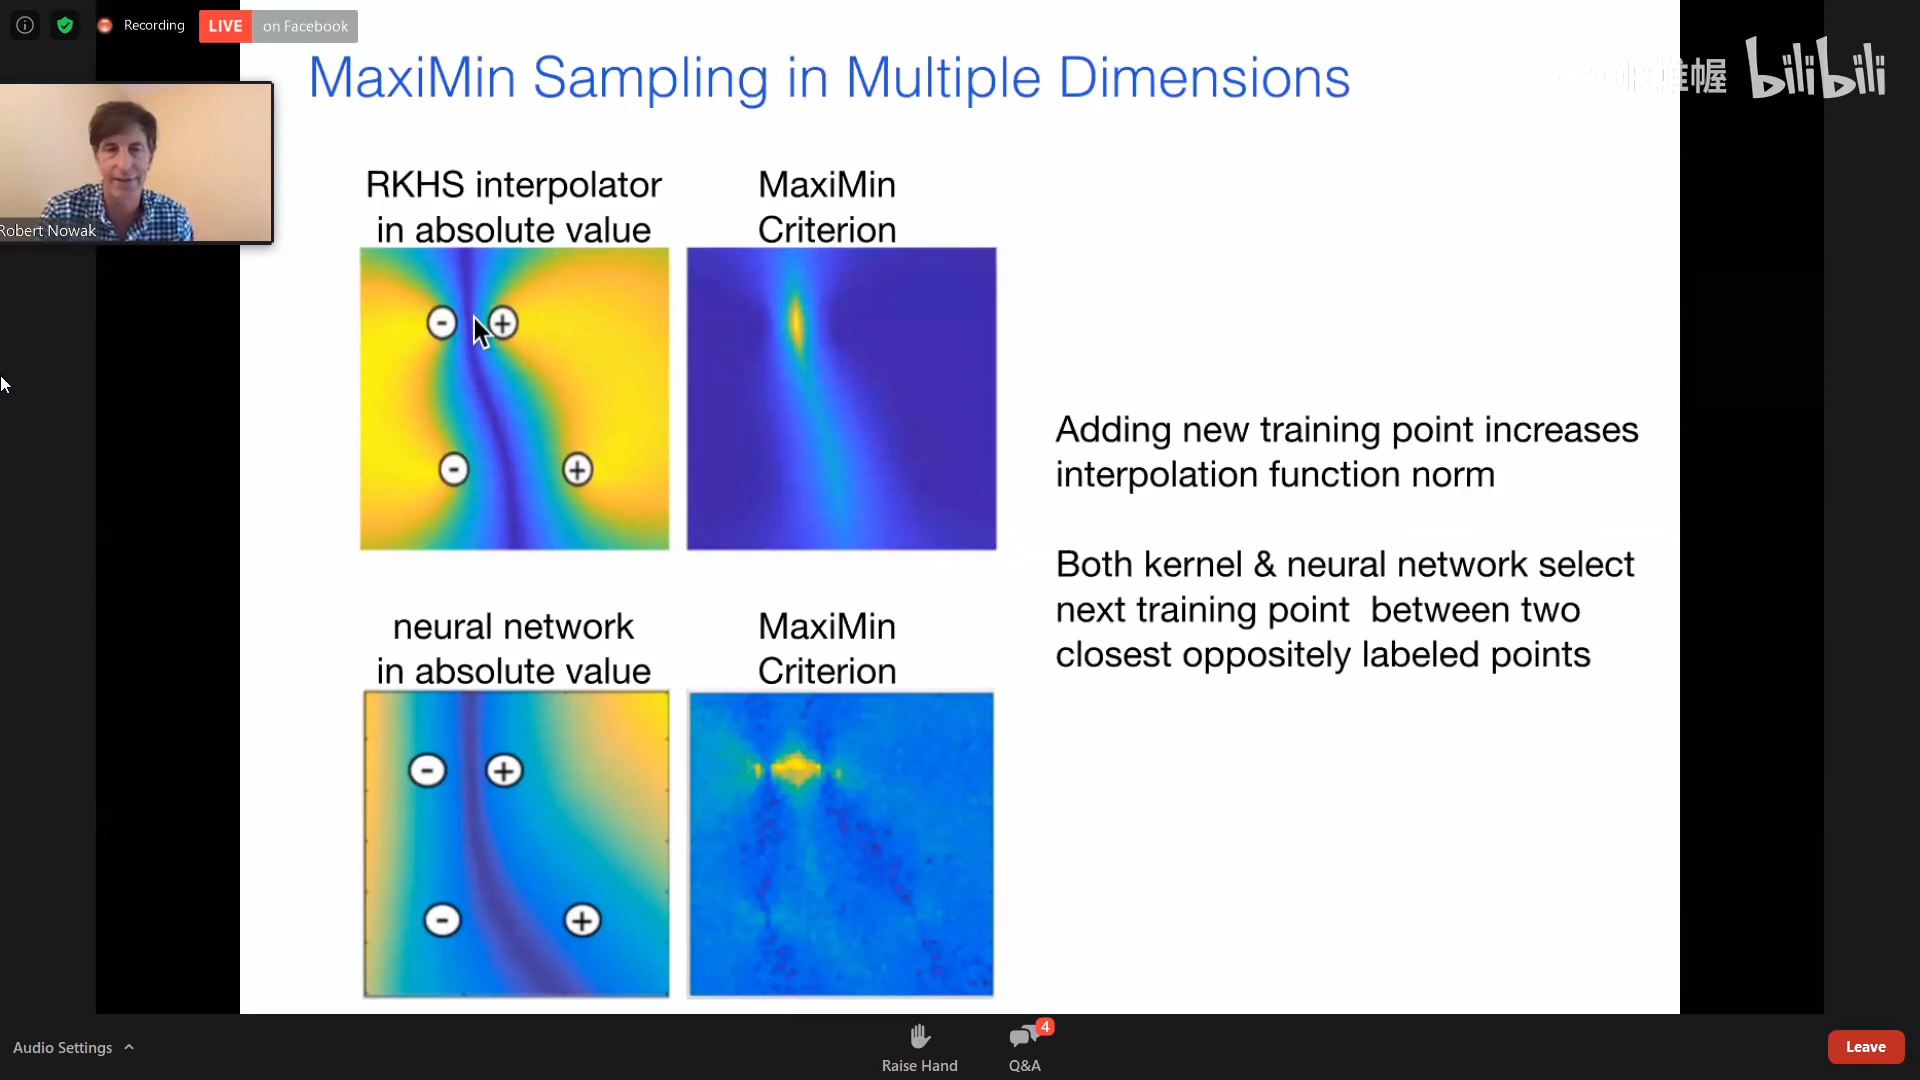 Recording
LIVE on Facebook
MaxiMin Sampling in Multiple Dimensions
bilibili
Robert Nowak
RKHS interpolator
in absolute value
MaxiMin
Criterion
-
+
-
+
Adding new training point increases
interpolation function norm
Both kernel & neural network select
next training point between two
closest oppositely labeled points
neural network
in absolute value
MaxiMin
Criterion
-
+
-
+
Audio Settings
Raise Hand
4
Q&A
Leave